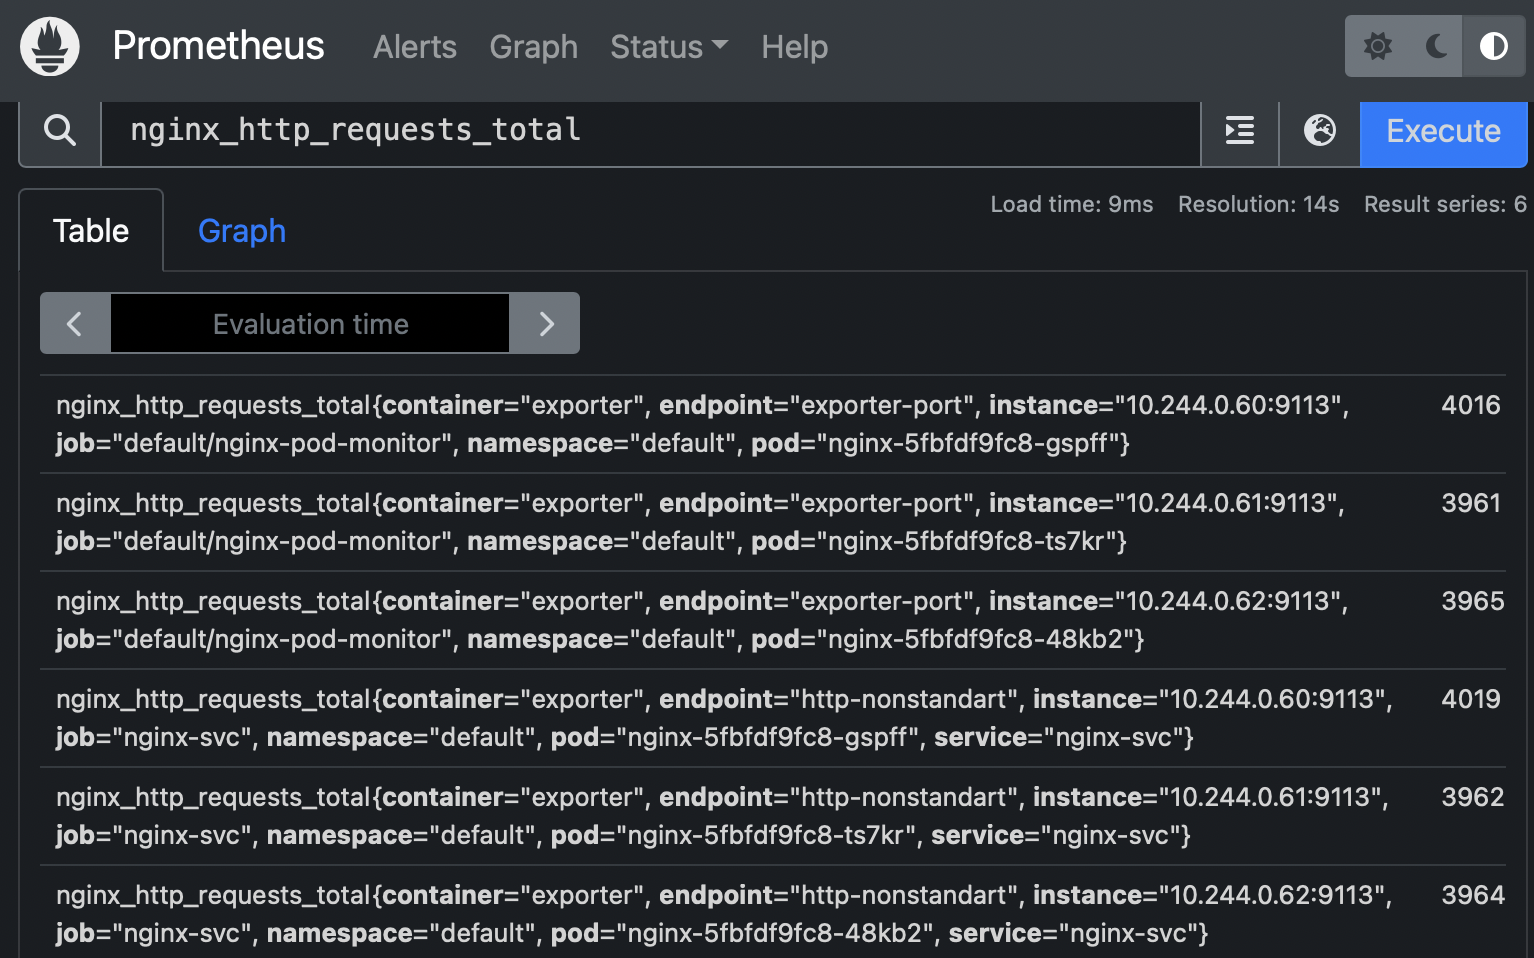 Prometheus Alerts Graph Status Help
nginx_http_requests_total Execute
Load time: 9ms Resolution: 14s Result series: 6
Table Graph
Evaluation time
nginx_http_requests_total{container="exporter", endpoint="exporter-port", instance="10.244.0.60:9113", 4016
job="default/nginx-pod-monitor", namespace="default", pod="nginx-5fbfdf9fc8-gspff"}
nginx_http_requests_total{container="exporter", endpoint="exporter-port", instance="10.244.0.61:9113", 3961
job="default/nginx-pod-monitor", namespace="default", pod="nginx-5fbfdf9fc8-ts7kr"}
nginx_http_requests_total{container="exporter", endpoint="exporter-port", instance="10.244.0.62:9113", 3965
job="default/nginx-pod-monitor", namespace="default", pod="nginx-5fbfdf9fc8-48kb2"}
nginx_http_requests_total{container="exporter", endpoint="http-nonstandart", instance="10.244.0.60:9113", 4019
job="nginx-svc", namespace="default", pod="nginx-5fbfdf9fc8-gspff", service="nginx-svc"}
nginx_http_requests_total{container="exporter", endpoint="http-nonstandart", instance="10.244.0.61:9113", 3962
job="nginx-svc", namespace="default", pod="nginx-5fbfdf9fc8-ts7kr", service="nginx-svc"}
nginx_http_requests_total{container="exporter", endpoint="http-nonstandart", instance="10.244.0.62:9113", 3964
job="nginx-svc", namespace="default", pod="nginx-5fbfdf9fc8-48kb2", service="nginx-svc"}